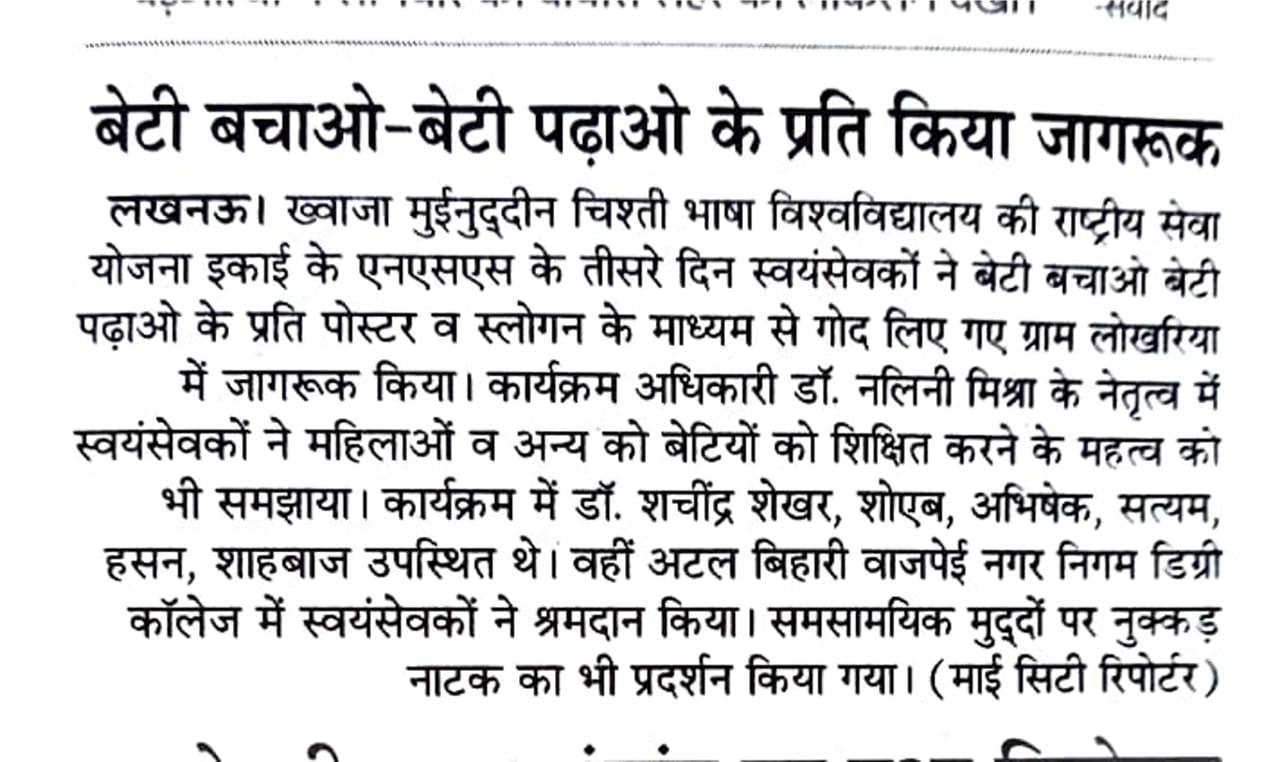 -संवाद
बेटी बचाओ-बेटी पढ़ाओ के प्रति किया जागरूक
लखनऊ। ख्वाजा मुईनुद्दीन चिश्ती भाषा विश्वविद्यालय की राष्ट्रीय सेवा
योजना इकाई के एनएसएस के तीसरे दिन स्वयंसेवकों ने बेटी बचाओ बेटी
पढ़ाओ के प्रति पोस्टर व स्लोगन के माध्यम से गोद लिए गए ग्राम लोखरिया
में जागरूक किया। कार्यक्रम अधिकारी डॉ. नलिनी मिश्रा के नेतृत्व में
स्वयंसेवकों ने महिलाओं व अन्य को बेटियों को शिक्षित करने के महत्व को
भी समझाया। कार्यक्रम में डॉ. शचींद्र शेखर, शोएब, अभिषेक, सत्यम,
हसन, शाहबाज उपस्थित थे। वहीं अटल बिहारी वाजपेई नगर निगम डिग्री
कॉलेज में स्वयंसेवकों ने श्रमदान किया। समसामयिक मुद्दों पर नुक्कड़
नाटक का भी प्रदर्शन किया गया। (माई सिटी रिपोर्टर)